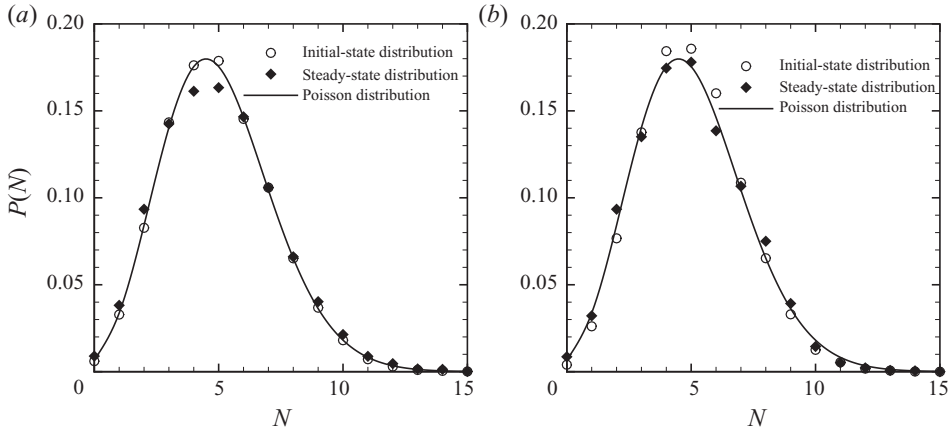 (a)
0.20
0.15
0.10
0.05
0
5
10
15
P(N)
N
Initial-state distribution
Steady-state distribution
Poisson distribution
(b)
0.20
0.15
0.10
0.05
0
5
10
15
N
Initial-state distribution
Steady-state distribution
Poisson distribution